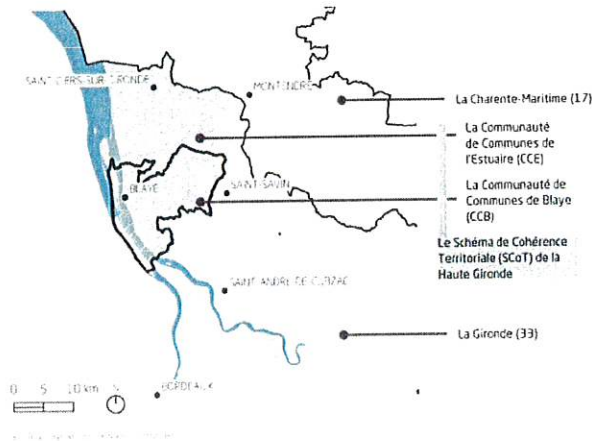 SAINT-CIERS-SUR-GIRONDE
MONTENDRE
La Charente-Maritime (17)
La Communauté
de Communes de
l'Estuaire (CCE)
BLAYE
SAINT-SAVIN
La Communauté de
Communes de Blaye
(CCB)
Le Schéma de Cohérence
Territoriale (SCoT) de la
Haute Gironde
SAINT-ANDRÉ-DE-CUBZAC
La Gironde (33)
0 5 10 km N
BORDEAUX